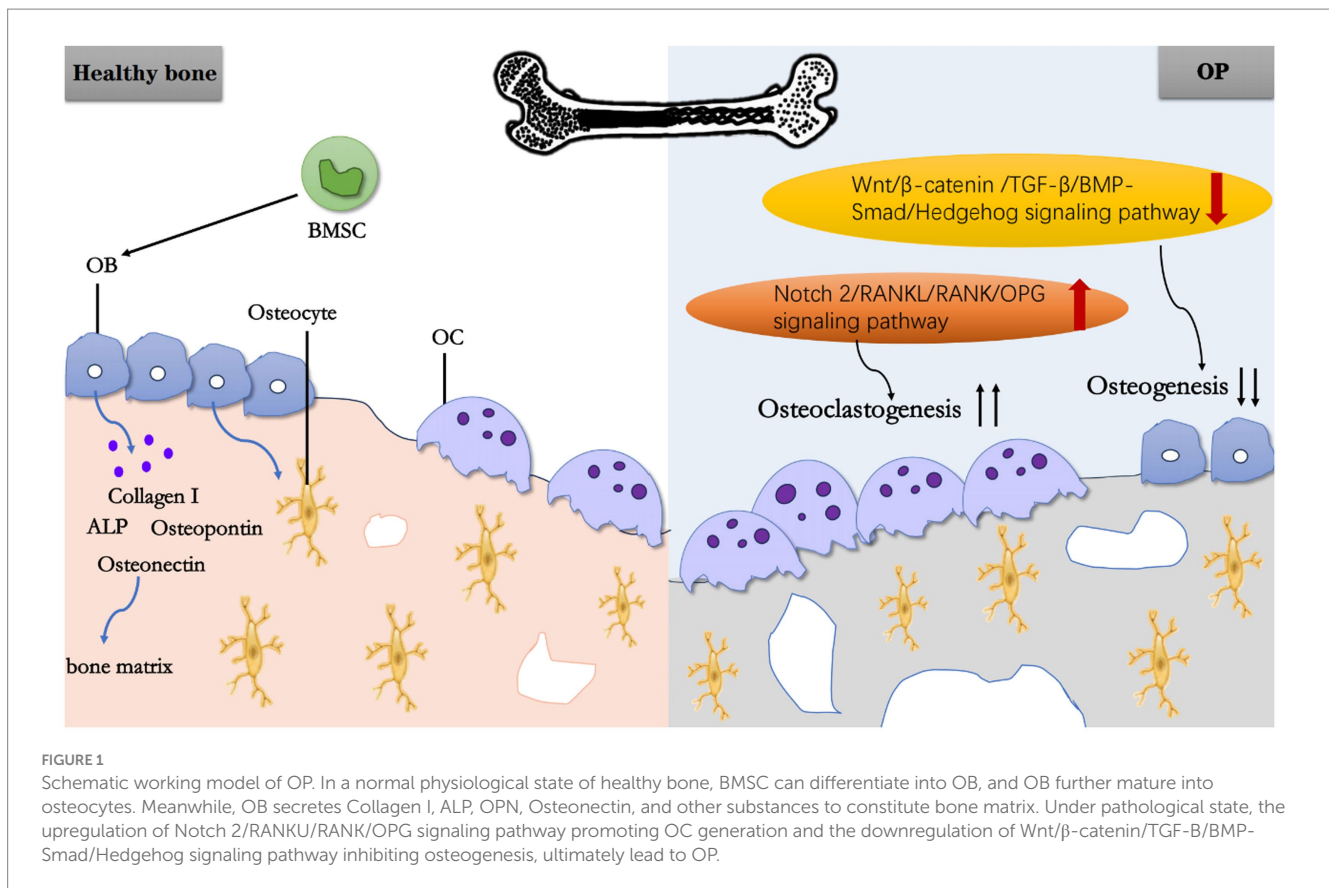 Healthy bone
OP
BMSC
OB
Osteocyte
OC
Collagen I
ALP Osteopontin
Osteonectin
bone matrix
Wnt/β-catenin /TGF-β/BMP-
Smad/Hedgehog signaling pathway
Notch 2/RANKL/RANK/OPG
signaling pathway
Osteoclastogenesis
Osteogenesis
FIGURE 1
Schematic working model of OP. In a normal physiological state of healthy bone, BMSC can differentiate into OB, and OB further mature into
osteocytes. Meanwhile, OB secretes Collagen I, ALP, OPN, Osteonectin, and other substances to constitute bone matrix. Under pathological state, the
upregulation of Notch 2/RANKU/RANK/OPG signaling pathway promoting OC generation and the downregulation of Wnt/β-catenin/TGF-B/BMP-
Smad/Hedgehog signaling pathway inhibiting osteogenesis, ultimately lead to OP.